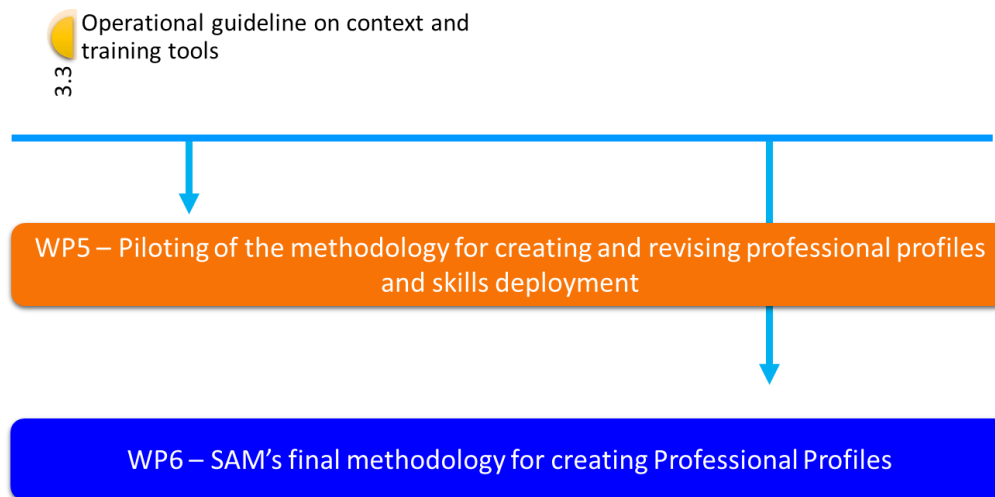 Operational guideline on context and
training tools
3.3
WP5 – Piloting of the methodology for creating and revising professional profiles
and skills deployment
WP6 – SAM’s final methodology for creating Professional Profiles